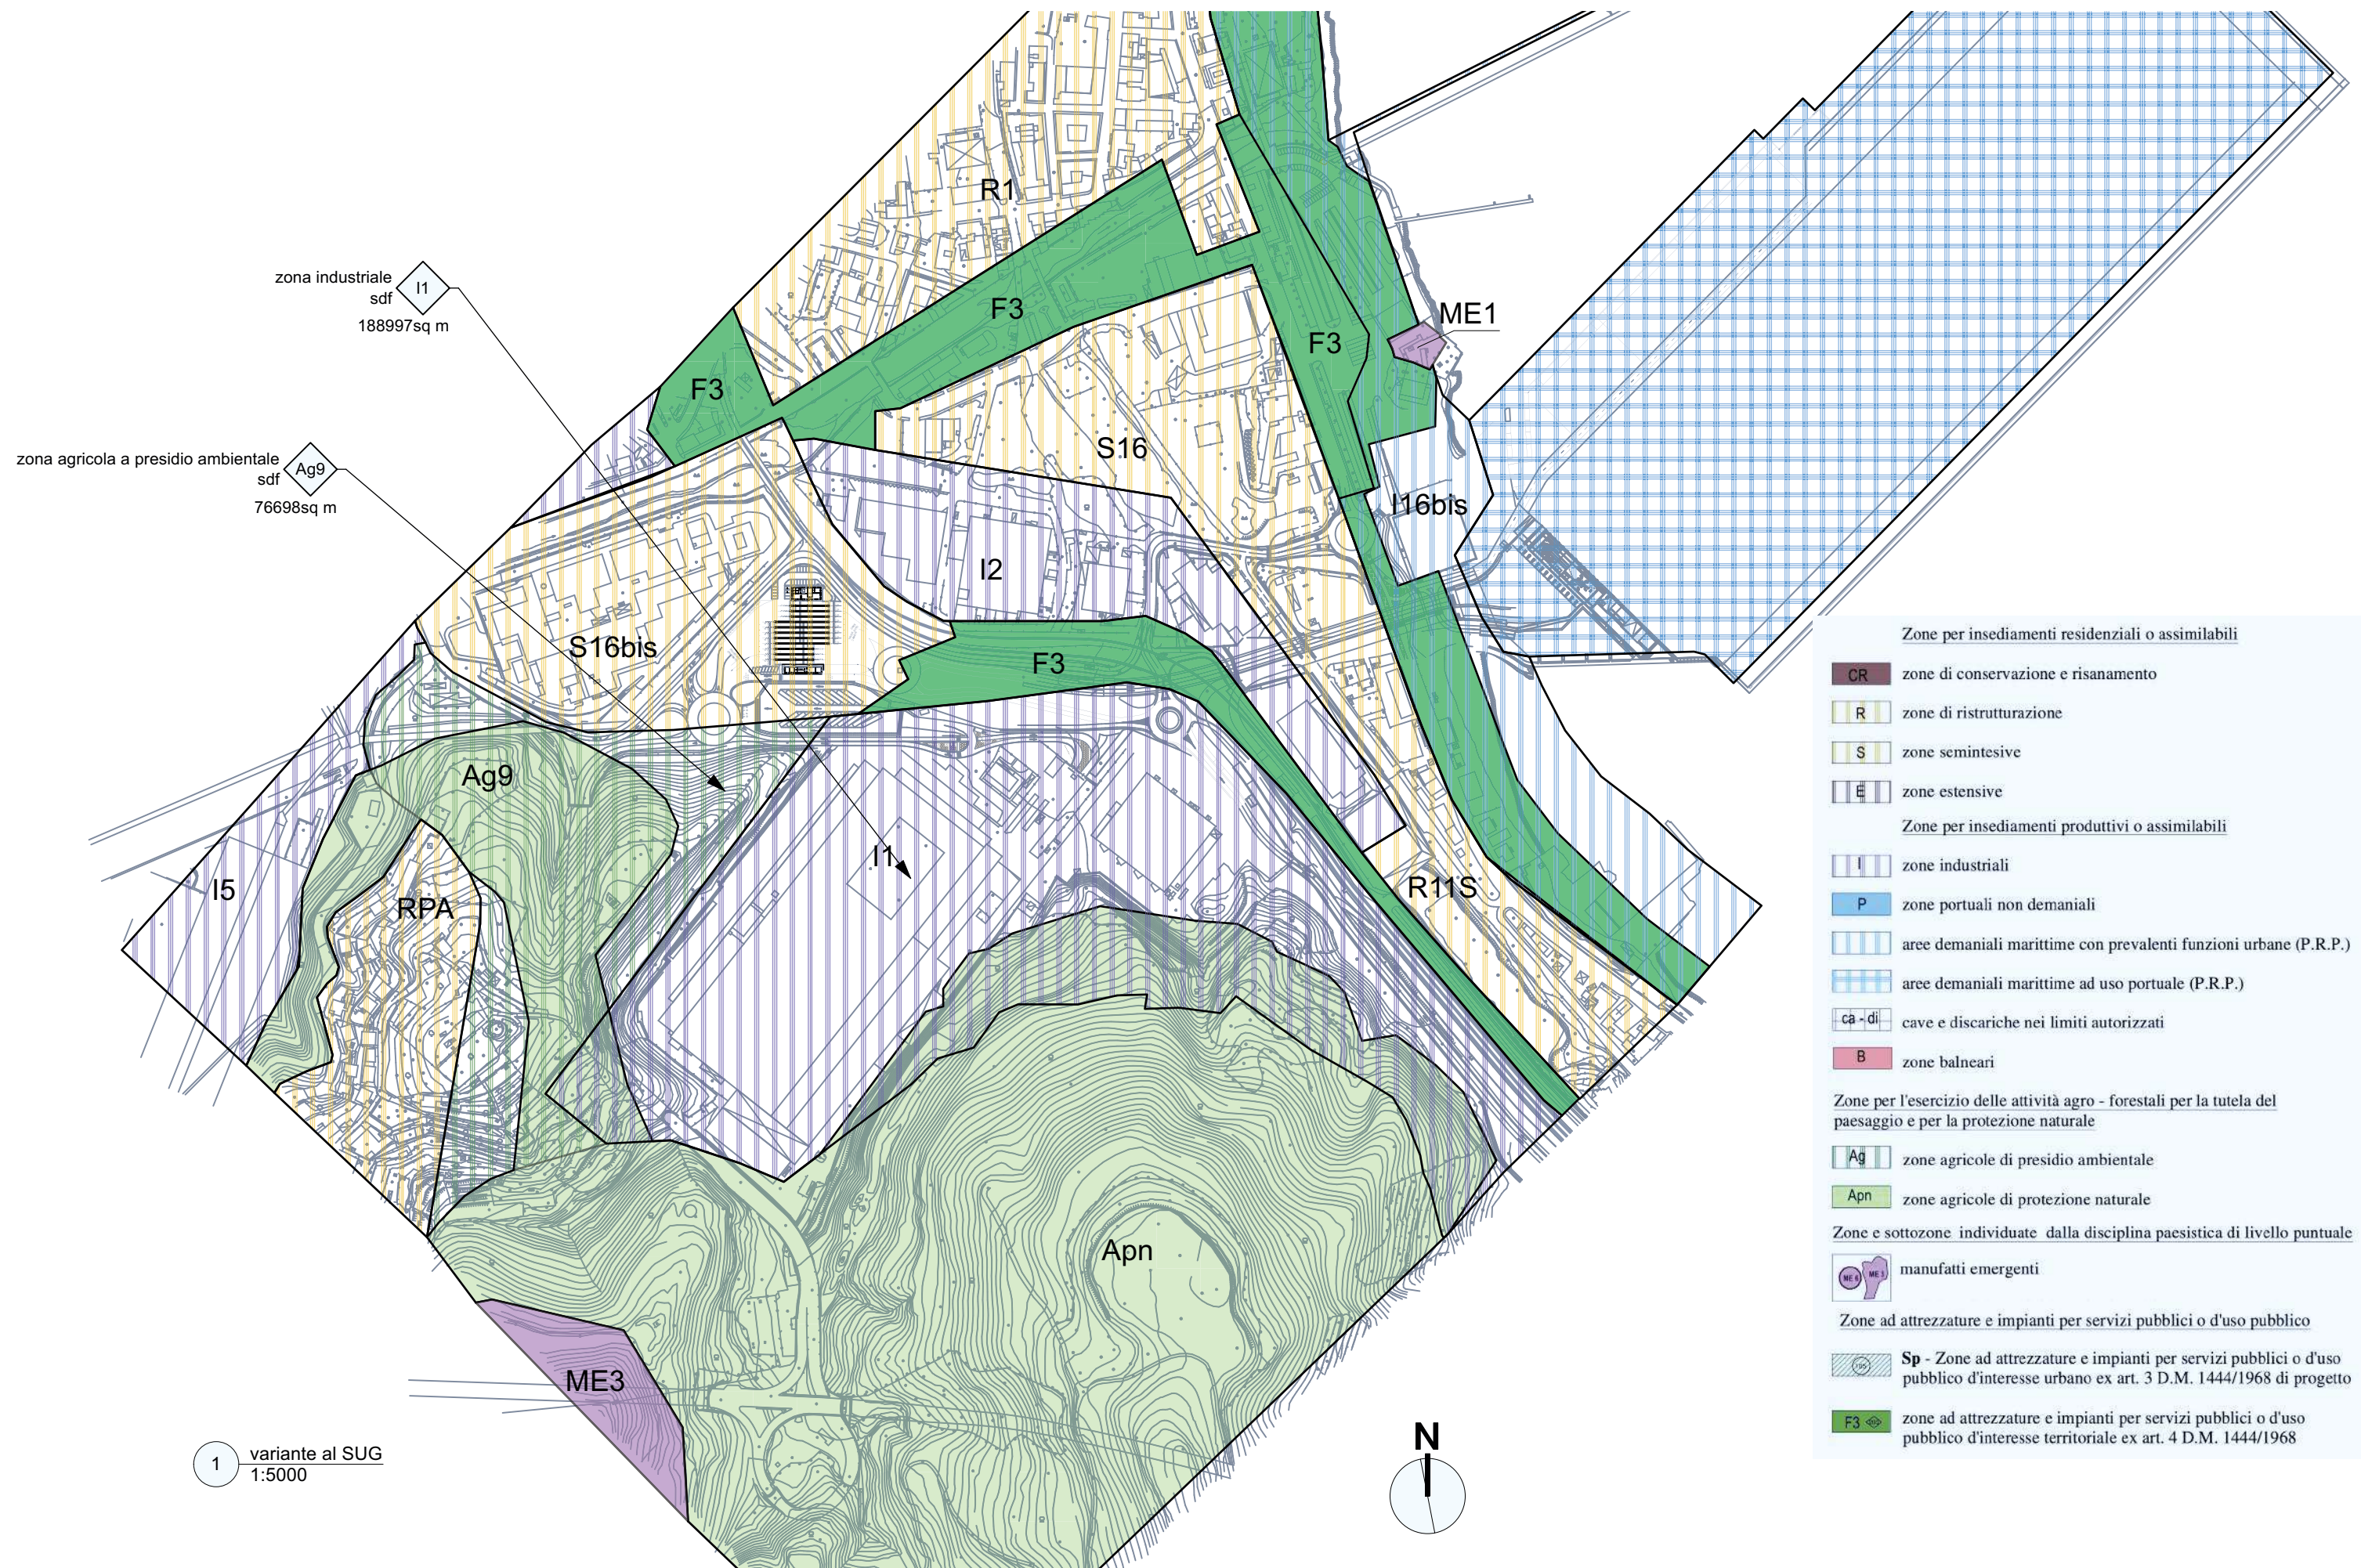 R1
zona industriale
sdf
I1
188997sq m
F3
ME1
F3
F3
S16
zona agricola a presidio ambientale
sdf
Ag9
76698sq m
I16bis
I2
S16bis
F3
Ag9
I1
I5
RPA
R11S
Apn
ME3
1
variante al SUG
1:5000
N
Zone per insediamenti residenziali o assimilabili
CR zone di conservazione e risanamento
R zone di ristrutturazione
S zone semintesive
E zone estensive
Zone per insediamenti produttivi o assimilabili
I zone industriali
P zone portuali non demaniali
aree demaniali marittime con prevalenti funzioni urbane (P.R.P.)
aree demaniali marittime ad uso portuale (P.R.P.)
ca - di cave e discariche nei limiti autorizzati
B zone balneari
Zone per l'esercizio delle attività agro - forestali per la tutela del
paesaggio e per la protezione naturale
Ag zone agricole di presidio ambientale
Apn zone agricole di protezione naturale
Zone e sottozone individuate dalla disciplina paesistica di livello puntuale
ME 6 ME 3 manufatti emergenti
Zone ad attrezzature e impianti per servizi pubblici o d'uso pubblico
Sp - Zone ad attrezzature e impianti per servizi pubblici o d'uso
pubblico d'interesse urbano ex art. 3 D.M. 1444/1968 di progetto
F3 zone ad attrezzature e impianti per servizi pubblici o d'uso
pubblico d'interesse territoriale ex art. 4 D.M. 1444/1968